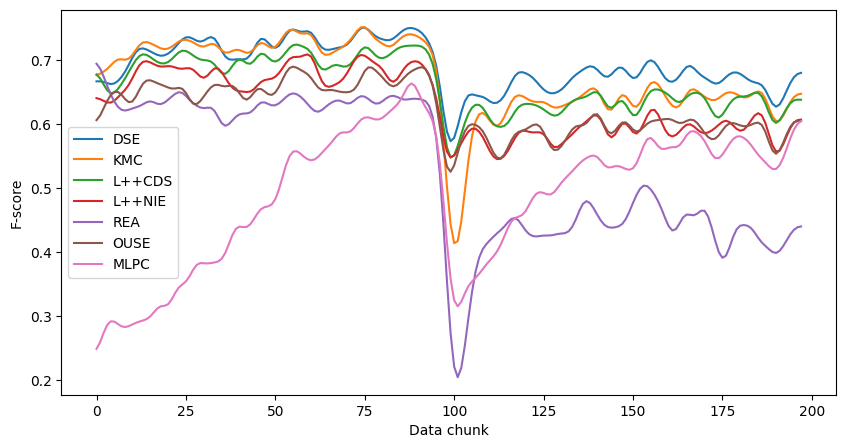 0.7
0.6
0.5
0.4
0.3
0.2
F-score
DSE
KMC
L++CDS
L++NIE
REA
OUSE
MLPC
0 25 50 75 100 125 150 175 200
Data chunk